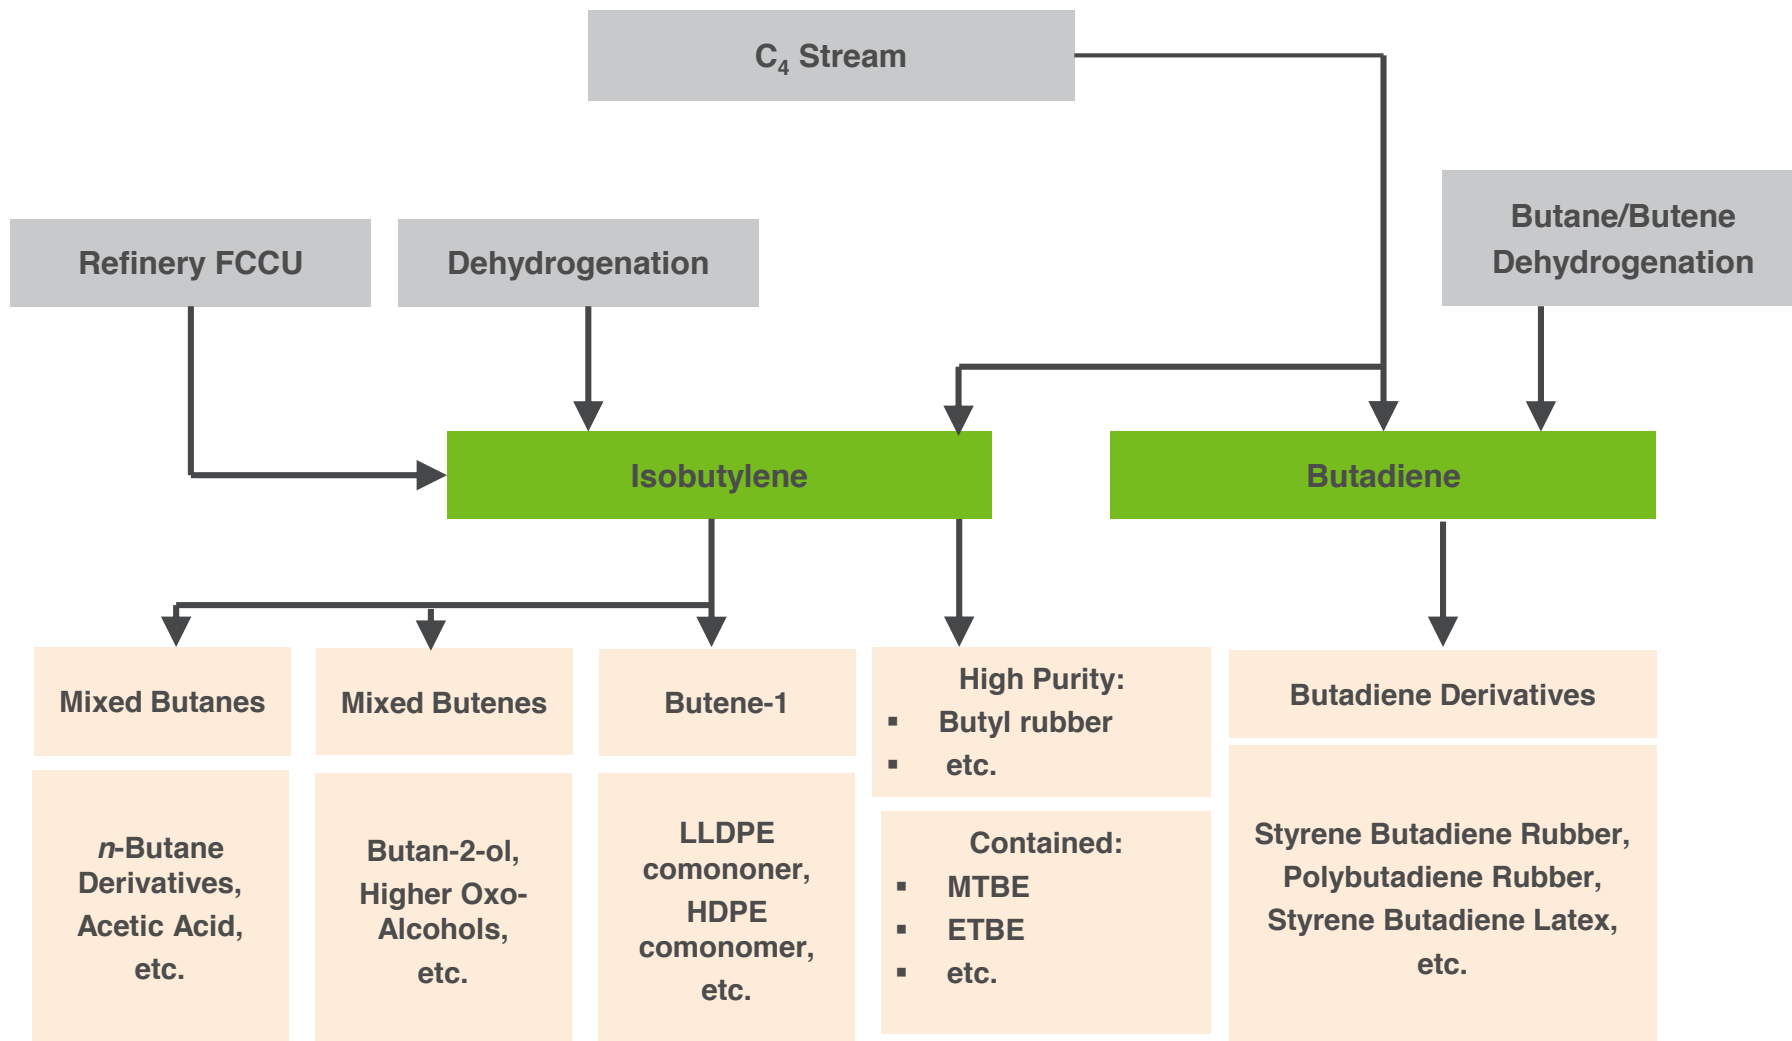 C₄ Stream
Butane/Butene
Dehydrogenation
Refinery FCCU
Dehydrogenation
Isobutylene
Butadiene
Mixed Butanes
Mixed Butenes
Butene-1
High Purity:
▪ Butyl rubber
▪ etc.
Butadiene Derivatives
n-Butane
Derivatives,
Acetic Acid,
etc.
Butan-2-ol,
Higher Oxo-
Alcohols,
etc.
LLDPE
comononer,
HDPE
comonomer,
etc.
Contained:
▪ MTBE
▪ ETBE
▪ etc.
Styrene Butadiene Rubber,
Polybutadiene Rubber,
Styrene Butadiene Latex,
etc.